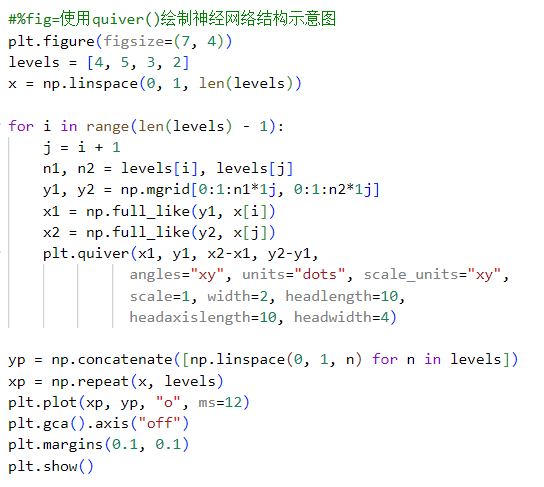 #%fig=使用quiver()绘制神经网络结构示意图
plt.figure(figsize=(7, 4))
levels = [4, 5, 3, 2]
x = np.linspace(0, 1, len(levels))
for i in range(len(levels) - 1):
    j = i + 1
    n1, n2 = levels[i], levels[j]
    y1, y2 = np.mgrid[0:1:n1*1j, 0:1:n2*1j]
    x1 = np.full_like(y1, x[i])
    x2 = np.full_like(y2, x[j])
    plt.quiver(x1, y1, x2-x1, y2-y1,
               angles="xy", units="dots", scale_units="xy",
               scale=1, width=2, headlength=10,
               headaxislength=10, headwidth=4)
yp = np.concatenate([np.linspace(0, 1, n) for n in levels])
xp = np.repeat(x, levels)
plt.plot(xp, yp, "o", ms=12)
plt.gca().axis("off")
plt.margins(0.1, 0.1)
plt.show()